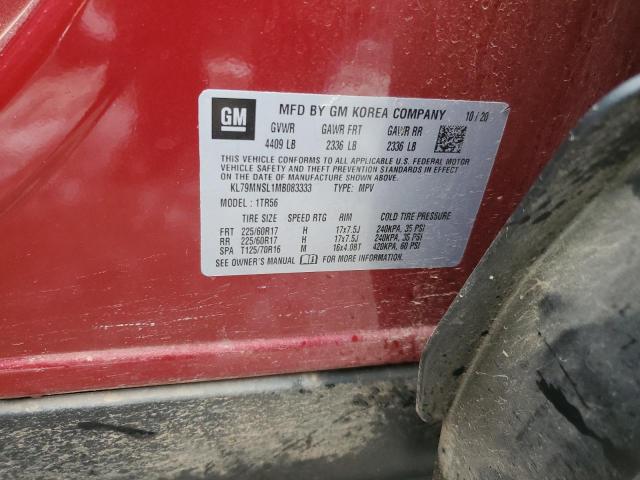 GM MFD BY GM KOREA COMPANY 10/20
GVWR GAWR FRT GAWR RR
4409 LB 2336 LB 2336 LB
THIS VEHICLE CONFORMS TO ALL APPLICABLE U.S. FEDERAL MOTOR
VEHICLE SAFETY AND THEFT PREVENTION STANDARDS IN EFFECT ON
THE DATE OF MANUFACTURE SHOWN ABOVE.
KL79MNSL1MB083333 TYPE: MPV
MODEL: 1TR56
TIRE SIZE SPEED RTG RIM COLD TIRE PRESSURE
FRT 225/60R17 H 17x7.5J 240KPA, 35 PSI
RR 225/60R17 H 17x7.5J 240KPA, 35 PSI
SPA T125/70R16 M 16x4.0BT 420KPA, 60 PSI
SEE OWNER'S MANUAL FOR MORE INFORMATION.